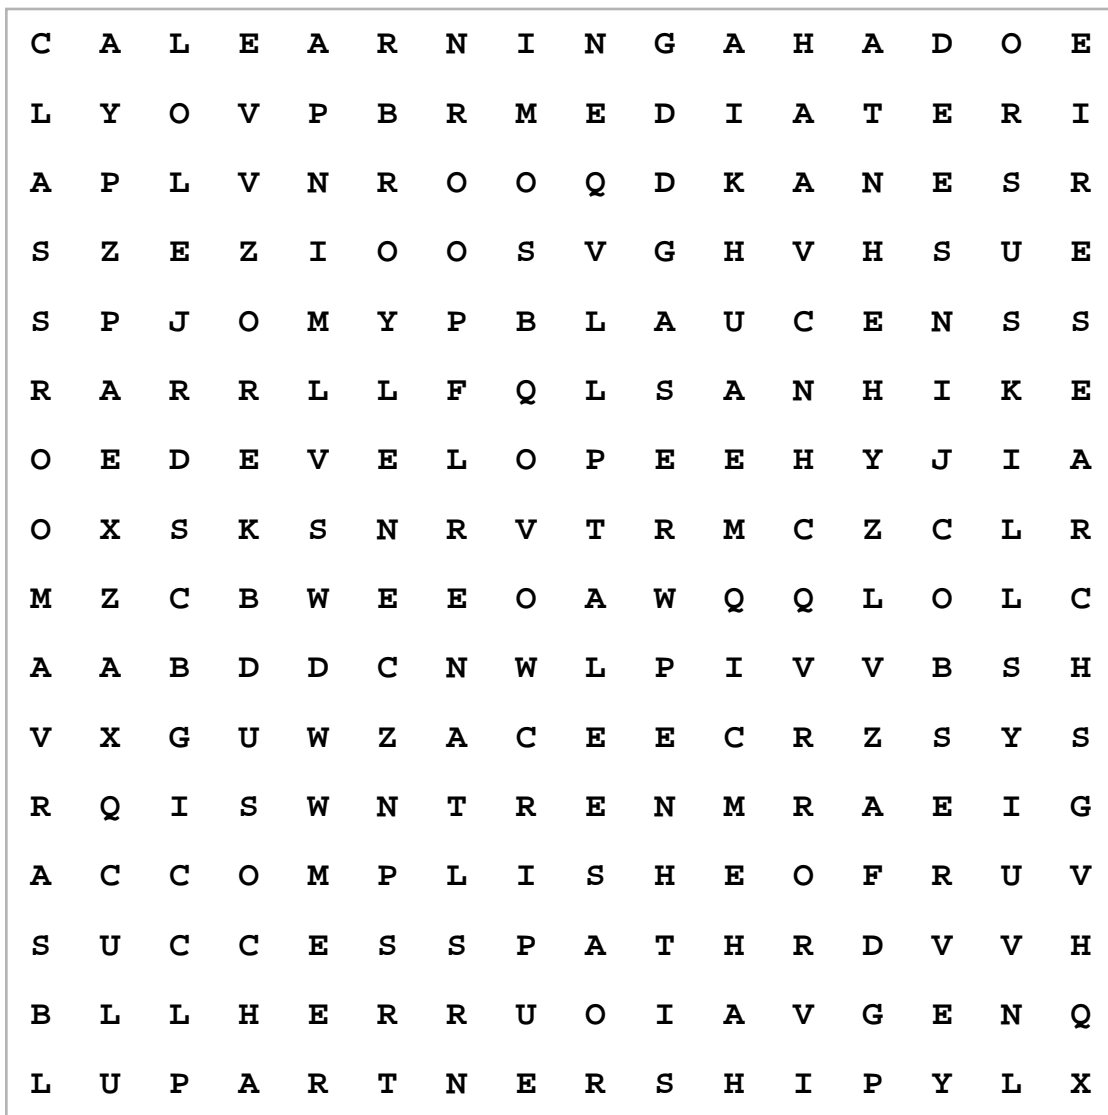 C A L E A R N I N G A H A D O E
L Y O V P B R M E D I A T E R I
A P L V N R O O Q D K A N E S R
S Z E Z I O O S V G H V H S U E
S P J O M Y P B L A U C E N S S
R A R R L L F Q L S A N H I K E
O E D E V E L O P E E H Y J I A
O X S K S N R V T R M C Z C L R
M Z C B W E E O A W Q Q L O L C
A A B D D C N W L P I V V B S H
V X G U W Z A C E E C R Z S Y S
R Q I S W N T R E N M R A E I G
A C C O M P L I S H E O F R U V
S U C C E S S P A T H R D V V H
B L L H E R R U O I A V G E N Q
L U P A R T N E R S H I P Y L X